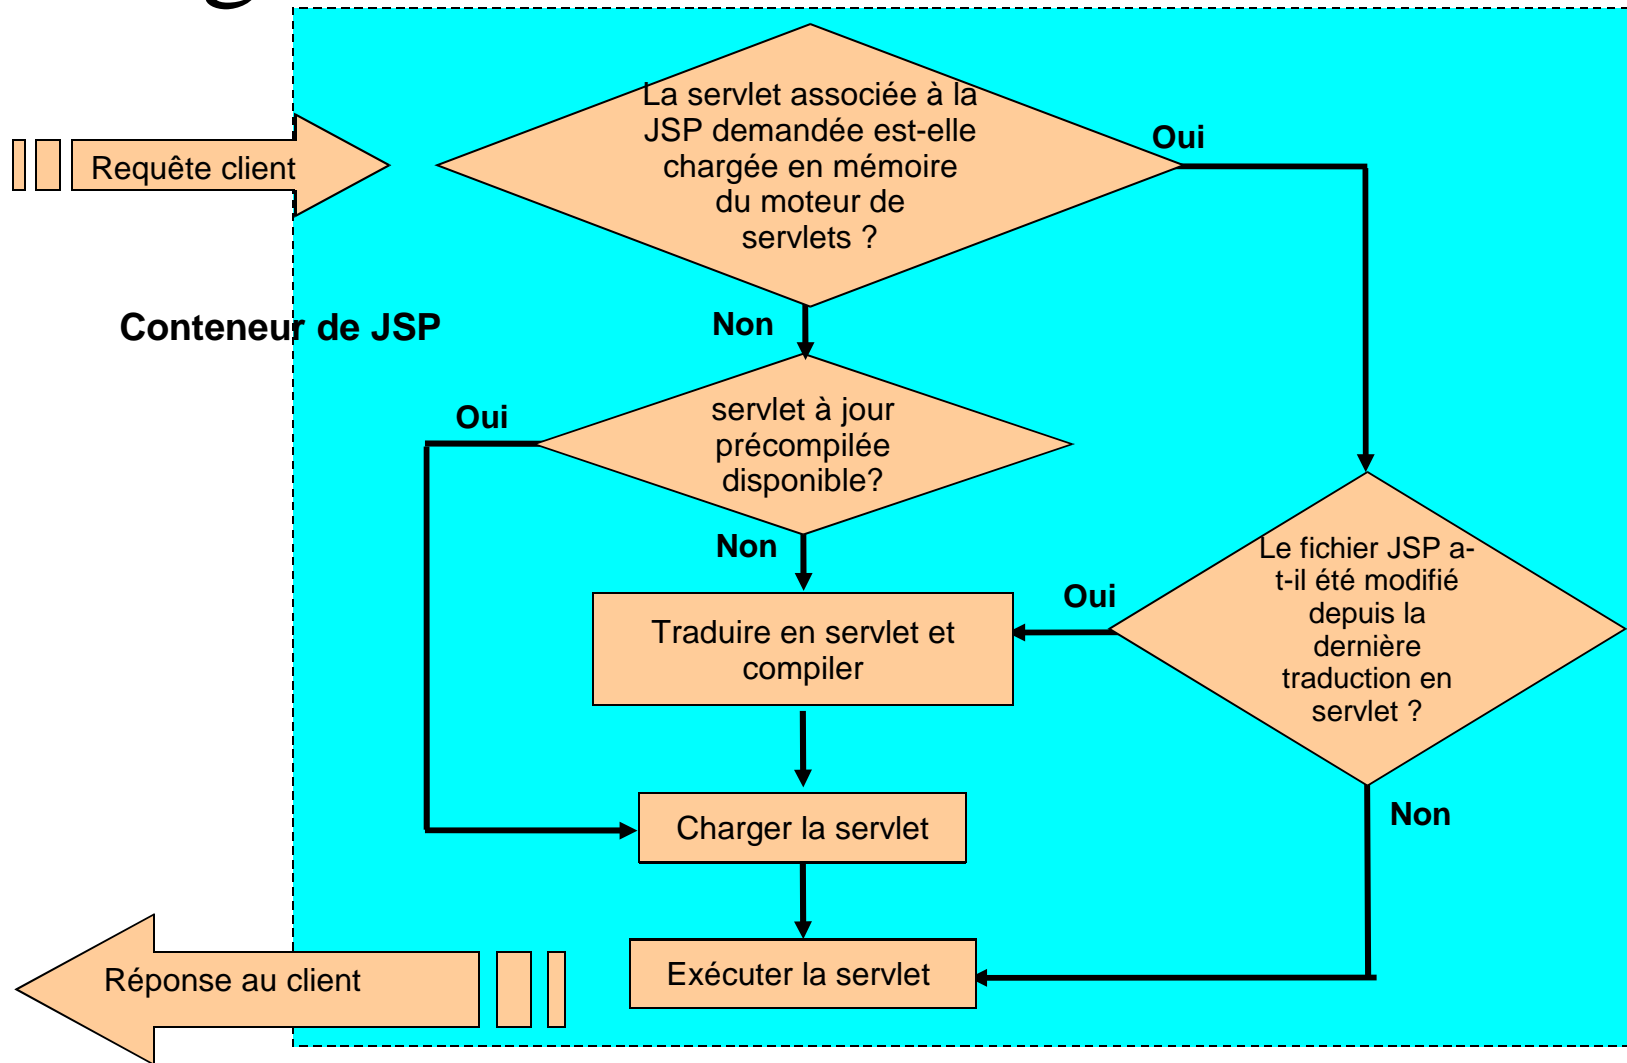 La servlet associée à la
JSP demandée est-elle
chargée en mémoire
du moteur de
servlets ?
Oui
Requête client
Conteneur de JSP
Non
servlet à jour
précompilée
disponible?
Oui
Non
Le fichier JSP a-
t-il été modifié
depuis la
dernière
traduction en
servlet ?
Oui
Traduire en servlet et
compiler
Non
Charger la servlet
Exécuter la servlet
Réponse au client